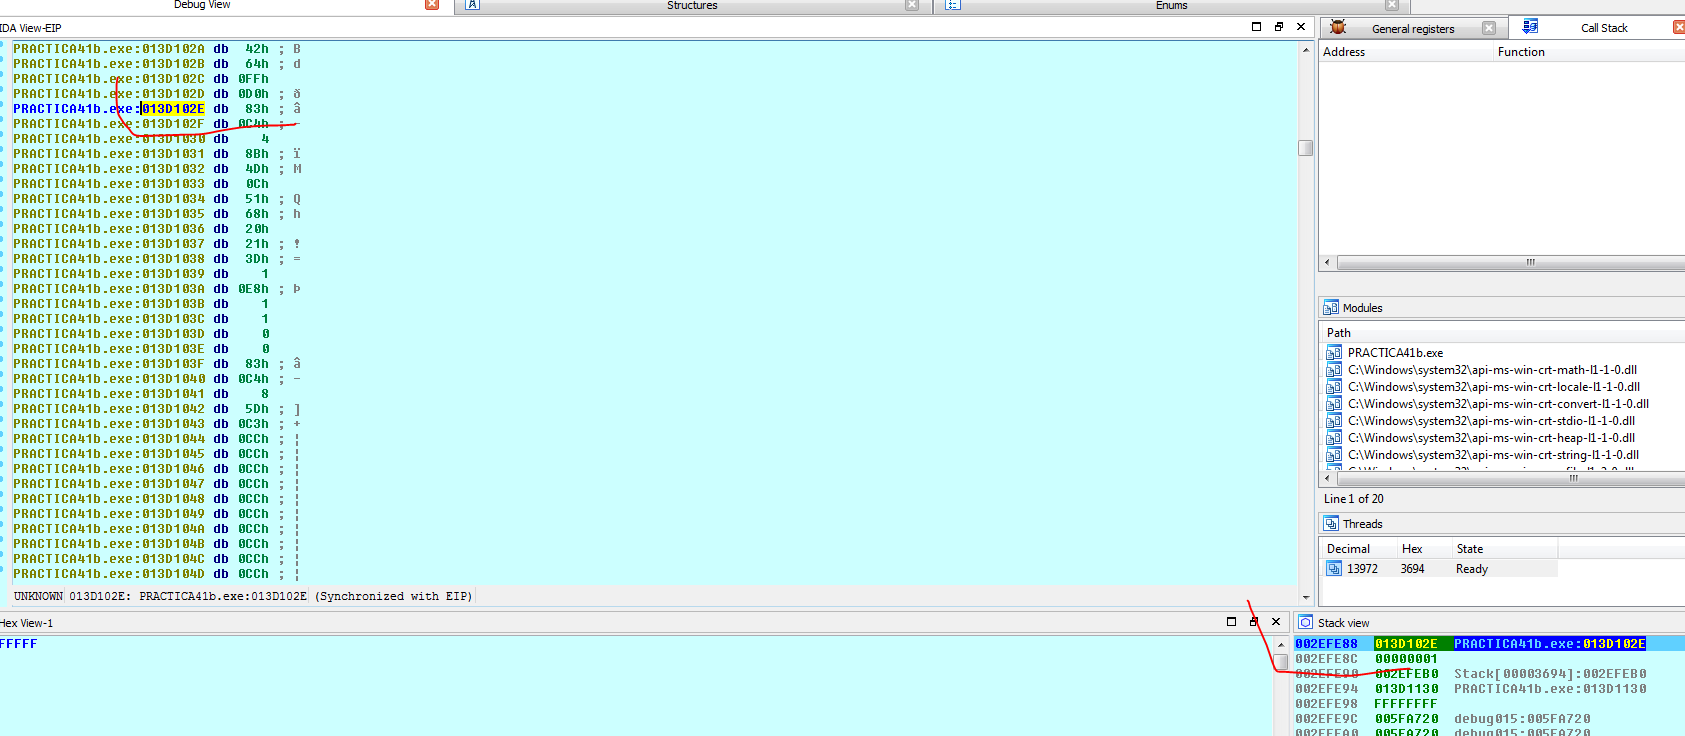 Debug View
Structures
Enums
IDA View-EIP
PRACTICA41b.exe:013D102A db 42h ; B
PRACTICA41b.exe:013D102B db 64h ; d
PRACTICA41b.exe:013D102C db 0FFh
PRACTICA41b.exe:013D102D db 0D0h ; ð
PRACTICA41b.exe:013D102E db 83h ; â
PRACTICA41b.exe:013D102F db 0C4h ; -
PRACTICA41b.exe:013D1030 db 4
PRACTICA41b.exe:013D1031 db 8Bh ; ï
PRACTICA41b.exe:013D1032 db 4Dh ; M
PRACTICA41b.exe:013D1033 db 0Ch
PRACTICA41b.exe:013D1034 db 51h ; Q
PRACTICA41b.exe:013D1035 db 68h ; h
PRACTICA41b.exe:013D1036 db 20h
PRACTICA41b.exe:013D1037 db 21h ; !
PRACTICA41b.exe:013D1038 db 3Dh ; =
PRACTICA41b.exe:013D1039 db 1
PRACTICA41b.exe:013D103A db 0E8h ; Þ
PRACTICA41b.exe:013D103B db 1
PRACTICA41b.exe:013D103C db 1
PRACTICA41b.exe:013D103D db 0
PRACTICA41b.exe:013D103E db 0
PRACTICA41b.exe:013D103F db 83h ; â
PRACTICA41b.exe:013D1040 db 0C4h ; -
PRACTICA41b.exe:013D1041 db 8
PRACTICA41b.exe:013D1042 db 5Dh ; ]
PRACTICA41b.exe:013D1043 db 0C3h ; +
PRACTICA41b.exe:013D1044 db 0CCh ; ¦
PRACTICA41b.exe:013D1045 db 0CCh ; ¦
PRACTICA41b.exe:013D1046 db 0CCh ; ¦
PRACTICA41b.exe:013D1047 db 0CCh ; ¦
PRACTICA41b.exe:013D1048 db 0CCh ; ¦
PRACTICA41b.exe:013D1049 db 0CCh ; ¦
PRACTICA41b.exe:013D104A db 0CCh ; ¦
PRACTICA41b.exe:013D104B db 0CCh ; ¦
PRACTICA41b.exe:013D104C db 0CCh ; ¦
PRACTICA41b.exe:013D104D db 0CCh ; ¦
UNKNOWN 013D102E: PRACTICA41b.exe:013D102E (Synchronized with EIP)
General registers
Call Stack
Address Function
Modules
Path
PRACTICA41b.exe
C:\Windows\system32\api-ms-win-crt-math-l1-1-0.dll
C:\Windows\system32\api-ms-win-crt-locale-l1-1-0.dll
C:\Windows\system32\api-ms-win-crt-convert-l1-1-0.dll
C:\Windows\system32\api-ms-win-crt-stdio-l1-1-0.dll
C:\Windows\system32\api-ms-win-crt-heap-l1-1-0.dll
C:\Windows\system32\api-ms-win-crt-string-l1-1-0.dll
Line 1 of 20
Threads
Decimal Hex State
13972 3694 Ready
Hex View-1
FFFFF
Stack view
002EFE88 013D102E PRACTICA41b.exe:013D102E
002EFE8C 00000001
002EFE90 002EFEB0 Stack[00003694]:002EFEB0
002EFE94 013D1130 PRACTICA41b.exe:013D1130
002EFE98 FFFFFFFF
002EFE9C 005FA720 debug015:005FA720